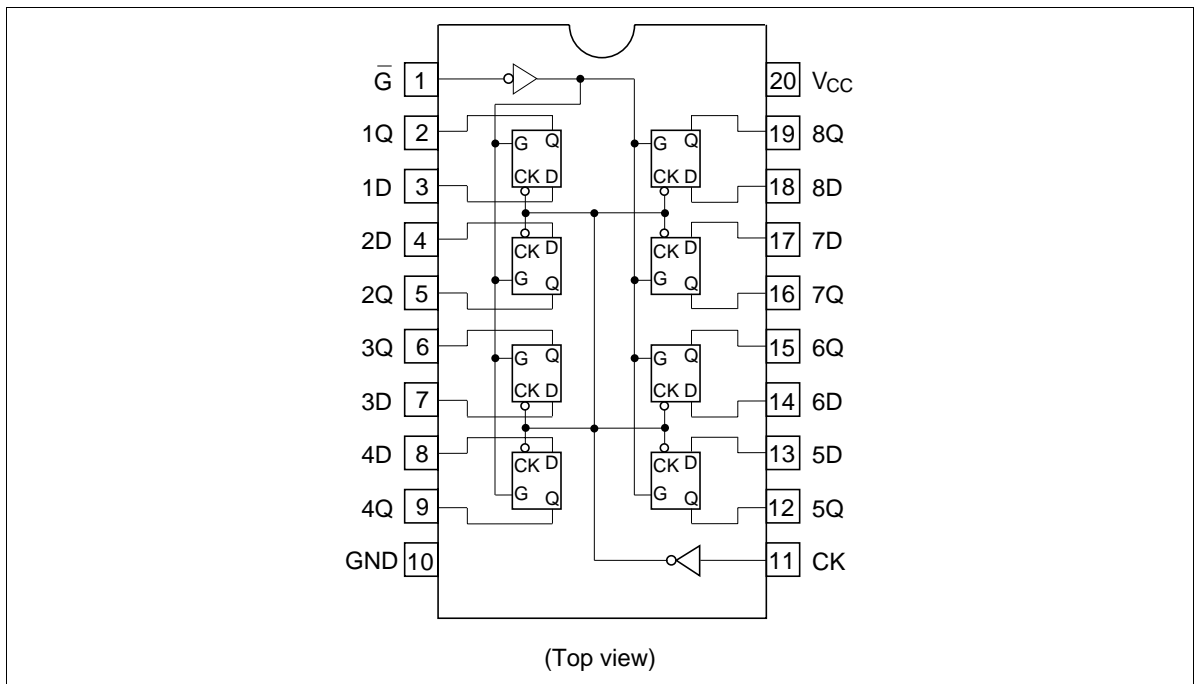 G̅ 1 20 VCC
1Q 2 G Q G Q 19 8Q
1D 3 CK D CK D 18 8D
2D 4 CK D CK D 17 7D
2Q 5 G Q G Q 16 7Q
3Q 6 G Q G Q 15 6Q
3D 7 CK D CK D 14 6D
4D 8 CK D CK D 13 5D
4Q 9 G Q G Q 12 5Q
GND 10 11 CK
(Top view)